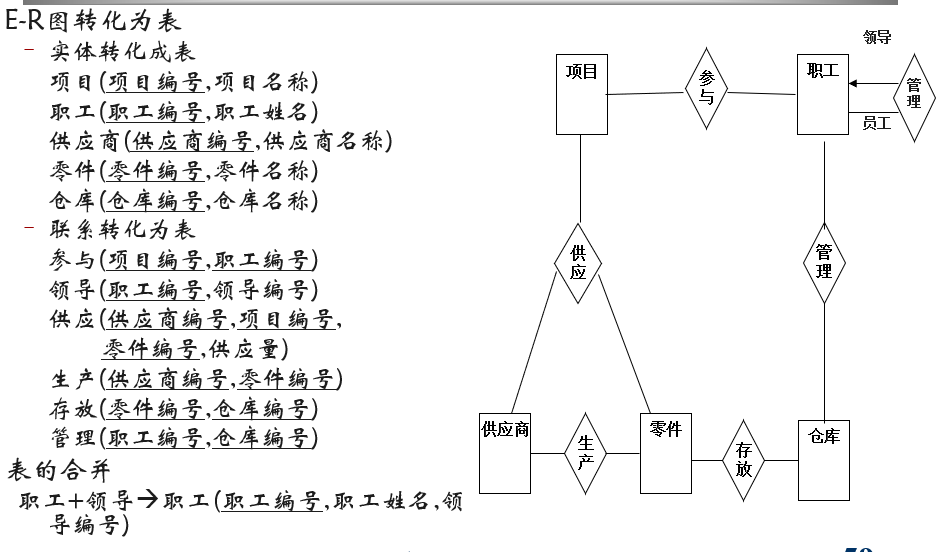 E-R图转化为表
– 实体转化成表
项目(项目编号,项目名称)
职工(职工编号,职工姓名)
供应商(供应商编号,供应商名称)
零件(零件编号,零件名称)
仓库(仓库编号,仓库名称)
– 联系转化为表
参与(项目编号,职工编号)
领导(职工编号,领导编号)
供应(供应商编号,项目编号,
零件编号,供应量)
生产(供应商编号,零件编号)
存放(零件编号,仓库编号)
管理(职工编号,仓库编号)
表的合并
职工+领导→职工(职工编号,职工姓名,领
导编号)
领导
项目
参与
职工
管理
员工
供应
管理
供应商
生产
零件
存放
仓库